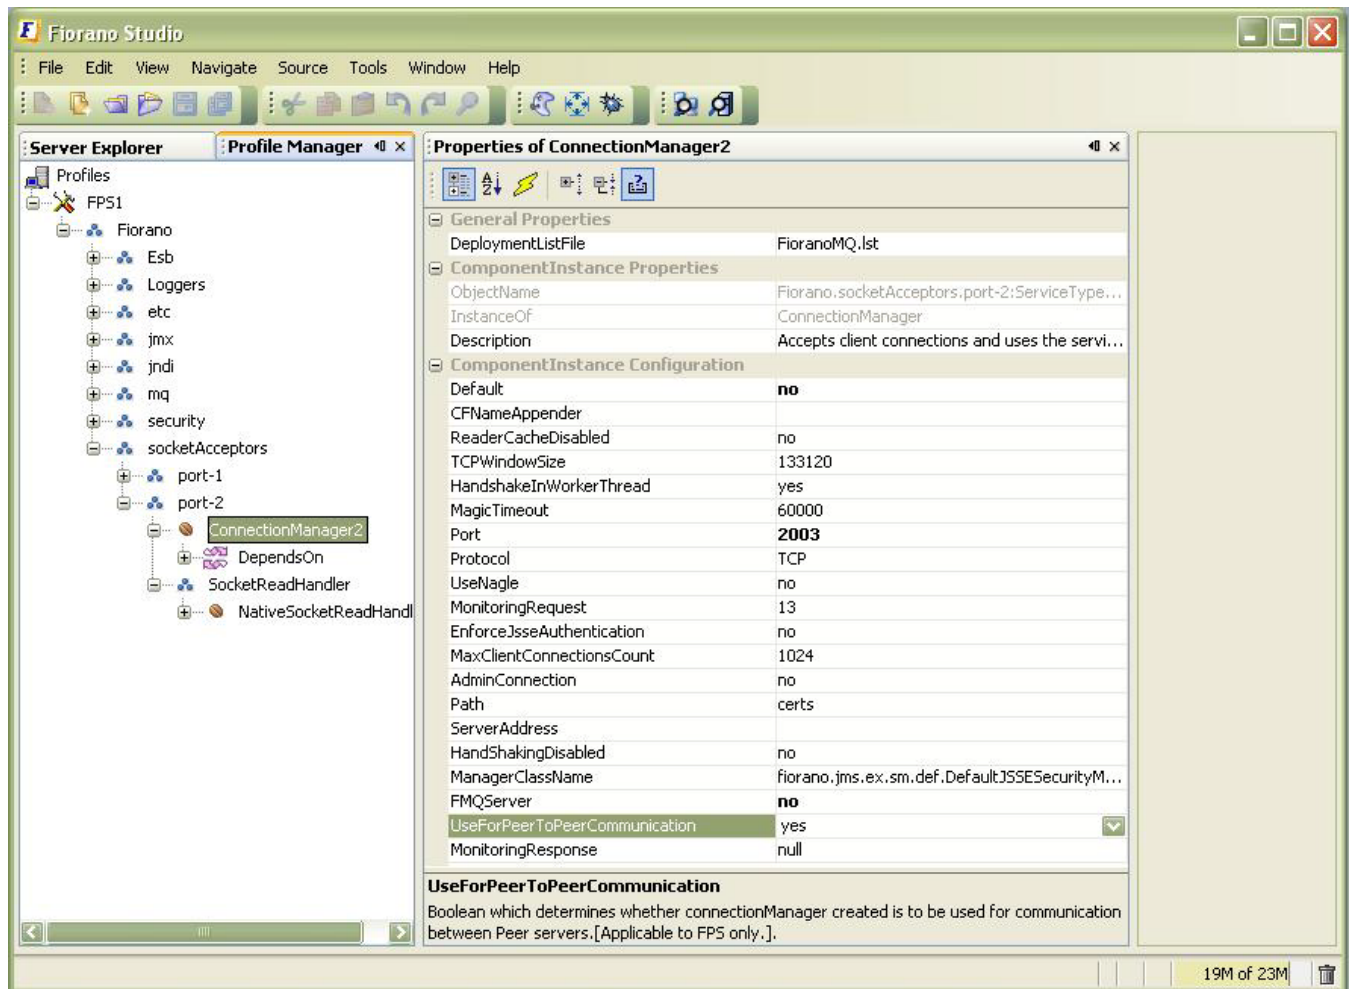 Fiorano Studio
File Edit View Navigate Source Tools Window Help
Server Explorer
Profile Manager
Profiles
FPS1
Fiorano
Esb
Loggers
etc
jmx
jndi
mq
security
socketAcceptors
port-1
port-2
ConnectionManager2
DependsOn
SocketReadHandler
NativeSocketReadHandl
Properties of ConnectionManager2
General Properties
DeploymentListFile FioranoMQ.lst
ComponentInstance Properties
ObjectName Fiorano.socketAcceptors.port-2:ServiceType...
InstanceOf ConnectionManager
Description Accepts client connections and uses the servi...
ComponentInstance Configuration
Default no
CFNameAppender
ReaderCacheDisabled no
TCPWindowSize 133120
HandshakeInWorkerThread yes
MagicTimeout 60000
Port 2003
Protocol TCP
UseNagle no
MonitoringRequest 13
EnforceJsseAuthentication no
MaxClientConnectionsCount 1024
AdminConnection no
Path certs
ServerAddress
HandShakingDisabled no
ManagerClassName fiorano.jms.ex.sm.def.DefaultJSSESecurityM...
FMQServer no
UseForPeerToPeerCommunication yes
MonitoringResponse null
UseForPeerToPeerCommunication
Boolean which determines whether connectionManager created is to be used for communication
between Peer servers.[Applicable to FPS only.].
19M of 23M